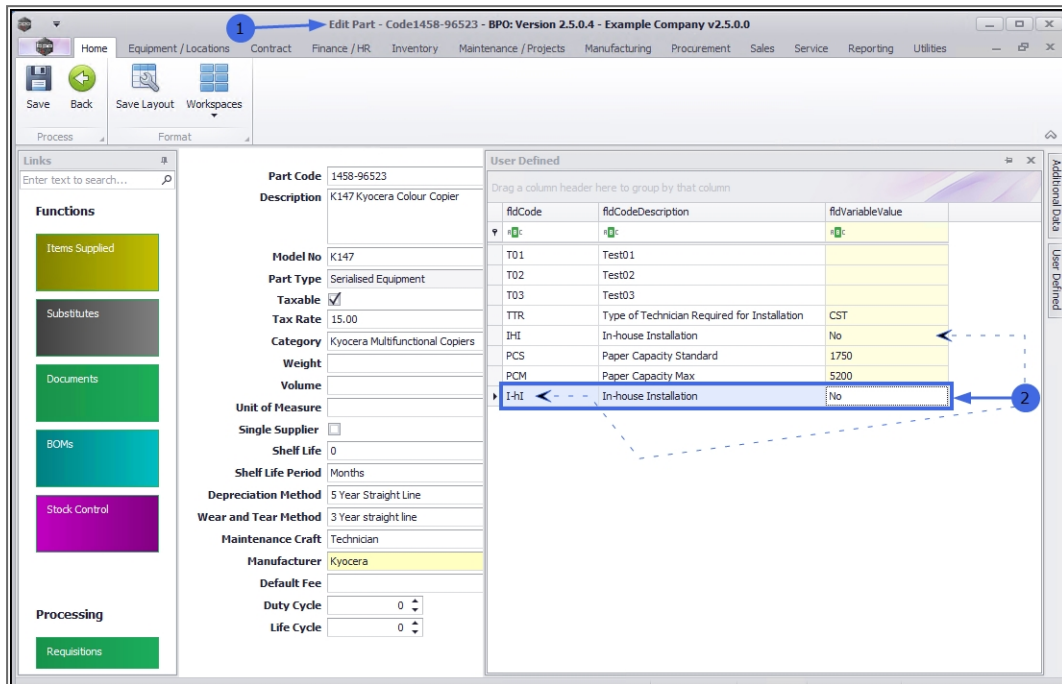 1
Edit Part - Code1458-96523 - BPO: Version 2.5.0.4 - Example Company v2.5.0.0
Home Equipment / Locations Contract Finance / HR Inventory Maintenance / Projects Manufacturing Procurement Sales Service Reporting Utilities
Save Back Save Layout Workspaces
Process Format
Links
Enter text to search...
Functions
Items Supplied
Substitutes
Documents
BOMs
Stock Control
Processing
Requisitions
Part Code 1458-96523
Description K147 Kyocera Colour Copier
Model No K147
Part Type Serialised Equipment
Taxable
Tax Rate 15.00
Category Kyocera Multifunctional Copiers
Weight
Volume
Unit of Measure
Single Supplier
Shelf Life 0
Shelf Life Period Months
Depreciation Method 5 Year Straight Line
Wear and Tear Method 3 Year straight line
Maintenance Craft Technician
Manufacturer Kyocera
Default Fee
Duty Cycle 0
Life Cycle 0
User Defined
Drag a column header here to group by that column
fldCode fldCodeDescription fldVariableValue
T01 Test01
T02 Test02
T03 Test03
TTR Type of Technician Required for Installation CST
IHI In-house Installation No
PCS Paper Capacity Standard 1750
PCM Paper Capacity Max 5200
I-hI In-house Installation No
2
Additional Data
User Defined